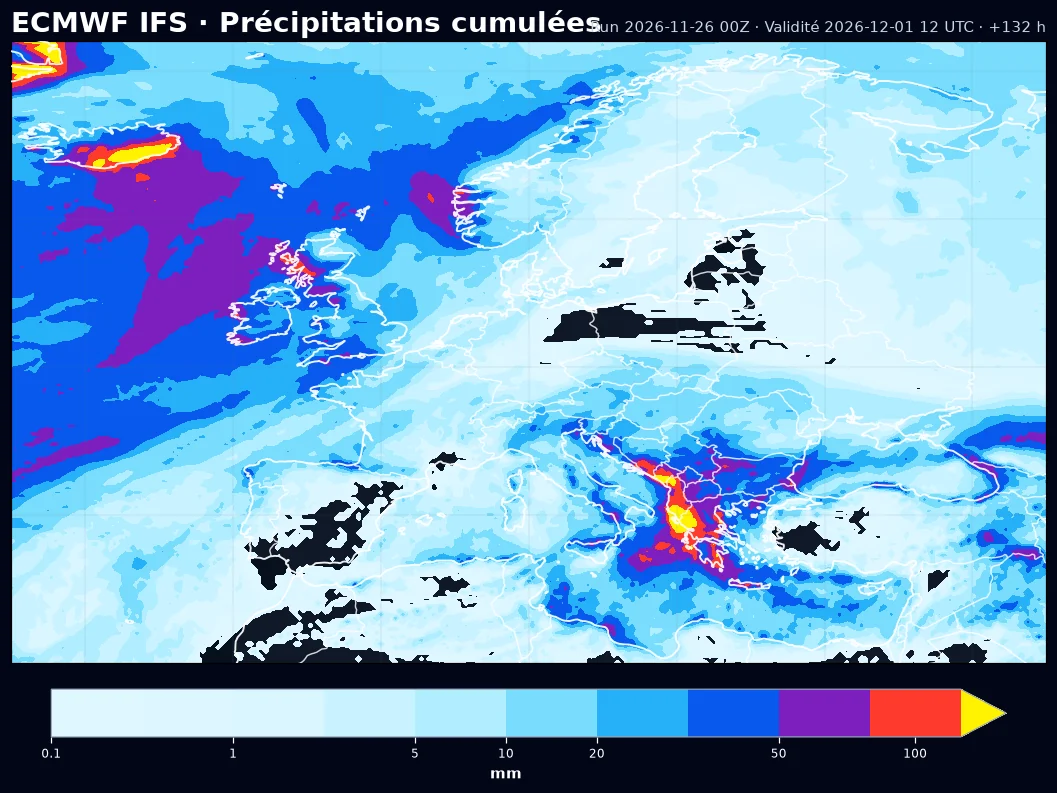 ECMWF IFS · Précipitations cumulées
Run 2026-11-26 00Z · Validité 2026-12-01 12 UTC · +132 h
0.1 1 5 10 20 50 100
mm